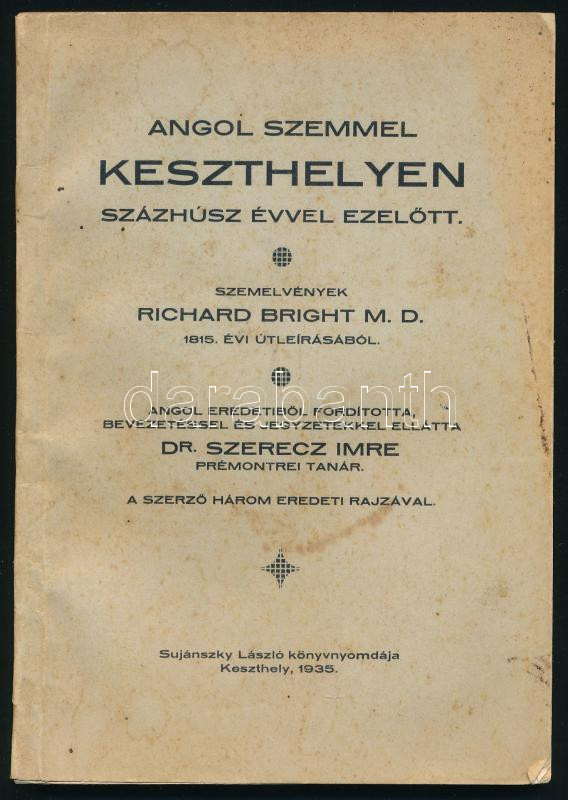 ANGOL SZEMMEL
KESZTHELYEN
SZÁZHÚSZ ÉVVEL EZELŐTT.
SZEMELVÉNYEK
RICHARD BRIGHT M. D.
1815. ÉVI ÚTLEÍRÁSÁBÓL.
darabanth
ANGOL EREDETIBŐL FORDÍTOTTA,
BEVEZETÉSSEL ÉS JEGYZETEKKEL ELLÁTTA
DR. SZERECZ IMRE
PRÉMONTREI TANÁR.
A SZERZŐ HÁROM EREDETI RAJZÁVAL.
Sujánszky László könyvnyomdája
Keszthely, 1935.